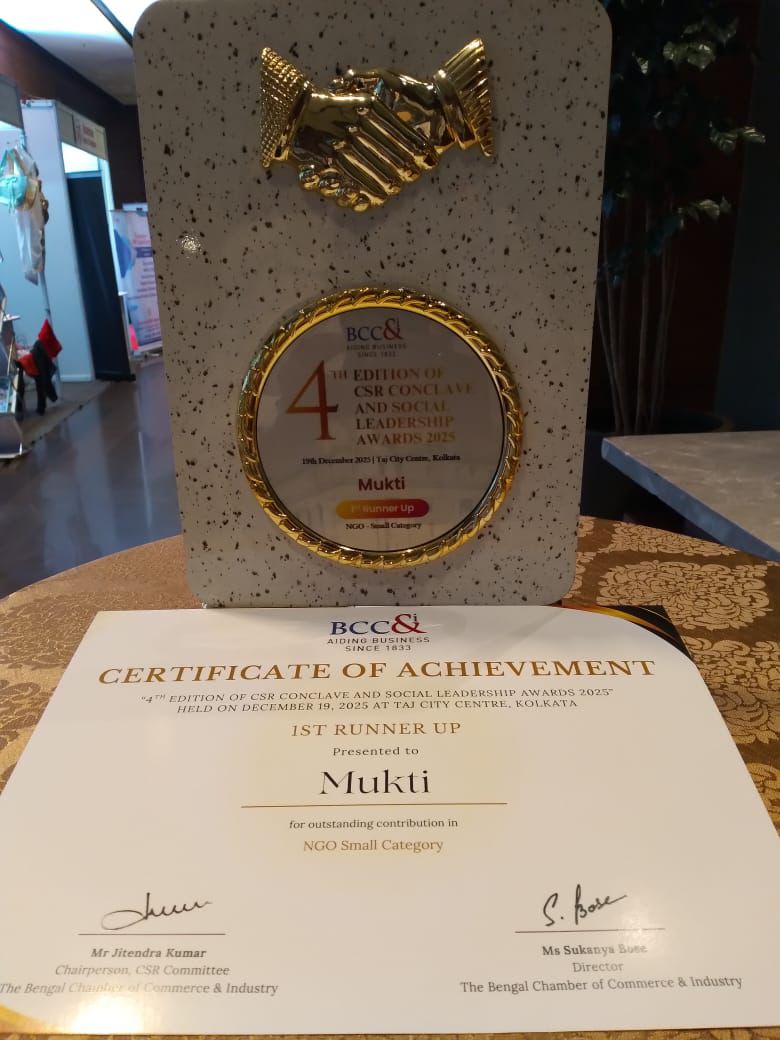 BCC&i
AIDING BUSINESS
SINCE 1833
4TH EDITION OF
CSR CONCLAVE
AND SOCIAL
LEADERSHIP
AWARDS 2025
19th December 2025 | Taj City Centre, Kolkata
Mukti
1st Runner Up
NGO - Small Category
BCC&i
AIDING BUSINESS
SINCE 1833
CERTIFICATE OF ACHIEVEMENT
"4TH EDITION OF CSR CONCLAVE AND SOCIAL LEADERSHIP AWARDS 2025"
HELD ON DECEMBER 19, 2025 AT TAJ CITY CENTRE, KOLKATA
1ST RUNNER UP
Presented to
Mukti
for outstanding contribution in
NGO Small Category
S. Bose
Mr Jitendra Kumar
Chairperson, CSR Committee
The Bengal Chamber of Commerce & Industry
Ms Sukanya Bose
Director
The Bengal Chamber of Commerce & Industry